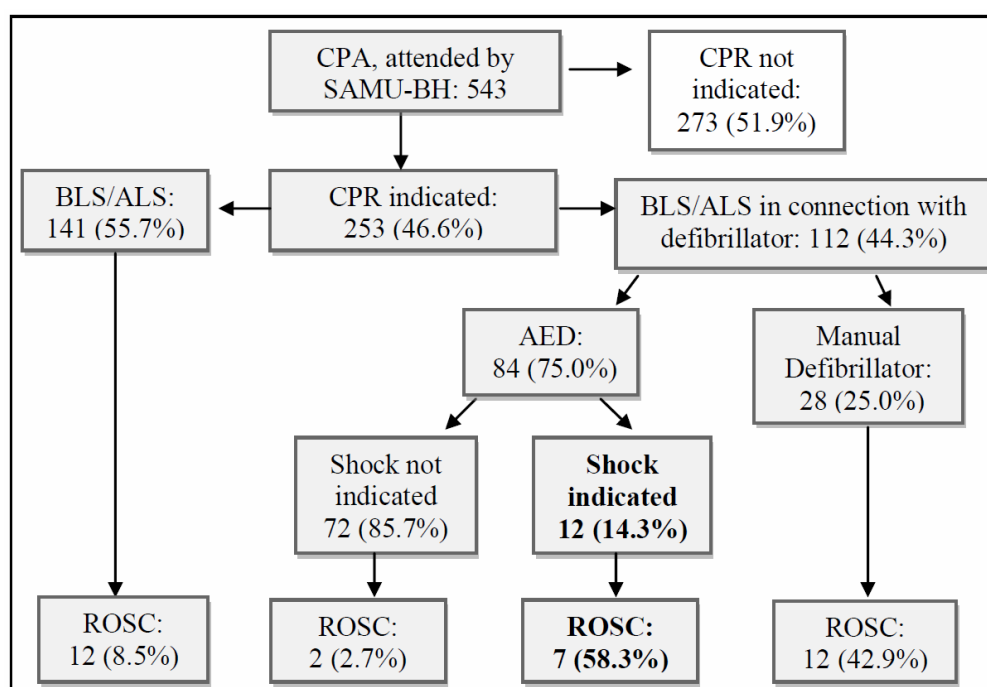 CPA, attended by
SAMU-BH: 543
CPR not
indicated:
273 (51.9%)
BLS/ALS:
141 (55.7%)
CPR indicated:
253 (46.6%)
BLS/ALS in connection with
defibrillator: 112 (44.3%)
AED:
84 (75.0%)
Manual
Defibrillator:
28 (25.0%)
Shock not
indicated
72 (85.7%)
Shock
indicated
12 (14.3%)
ROSC:
12 (8.5%)
ROSC:
2 (2.7%)
ROSC:
7 (58.3%)
ROSC:
12 (42.9%)